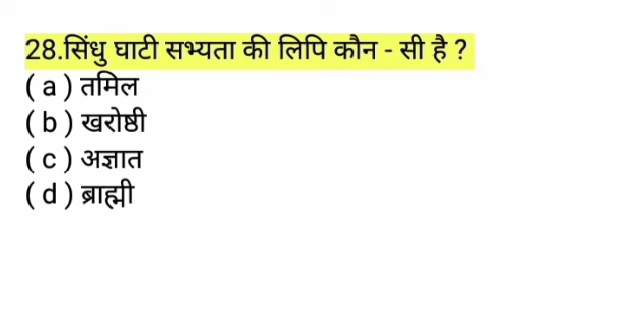 28.सिंधु घाटी सभ्यता की लिपि कौन - सी है ?
( a ) तमिल
( b ) खरोष्ठी
( c ) अज्ञात
( d ) ब्राह्मी